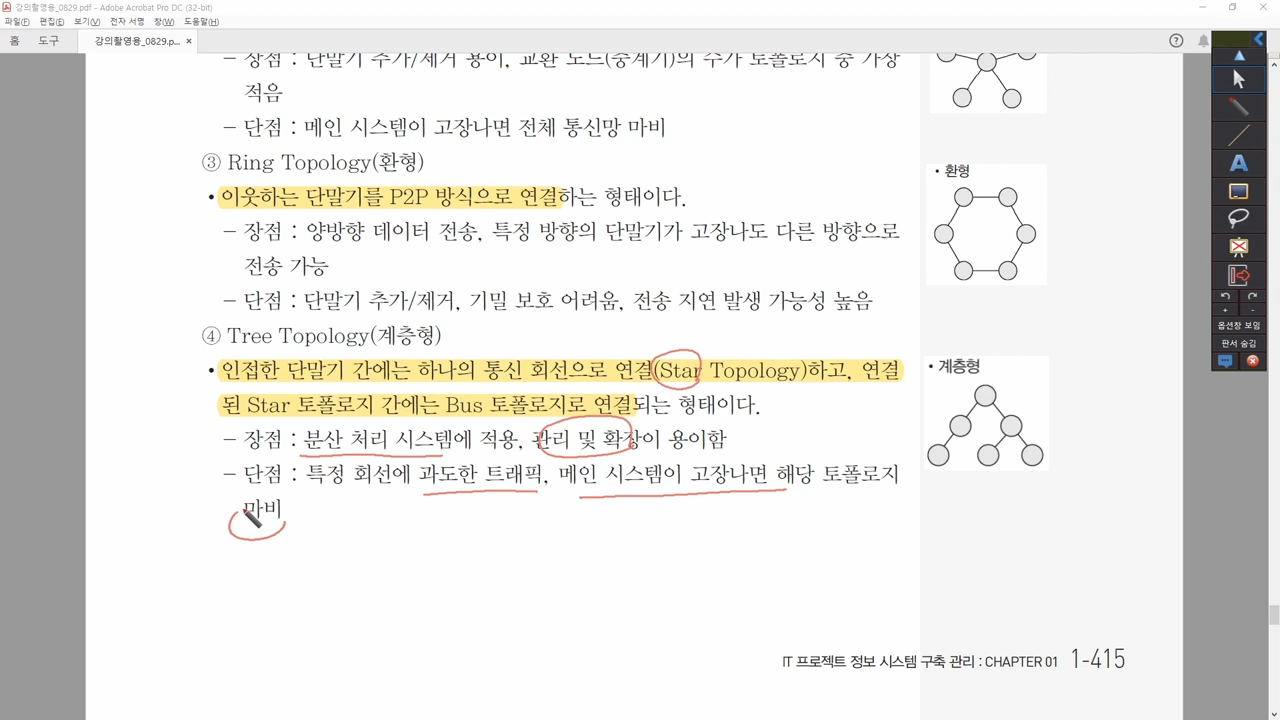 강의촬영용_0829.pdf - Adobe Acrobat Pro DC (32-bit)
파일(F) 편집(E) 보기(V) 전자 서명 창(W) 도움말(H)
홈 도구 강의촬영용_0829.p... ×
– 장점 : 단말기 추가/제거 용이, 교환 노드(중계기)의 수가 토폴로지 중 가장
적음
– 단점 : 메인 시스템이 고장나면 전체 통신망 마비
③ Ring Topology(환형)
• 환형
• 이웃하는 단말기를 P2P 방식으로 연결하는 형태이다.
– 장점 : 양방향 데이터 전송, 특정 방향의 단말기가 고장나도 다른 방향으로
전송 가능
– 단점 : 단말기 추가/제거, 기밀 보호 어려움, 전송 지연 발생 가능성 높음
④ Tree Topology(계층형)
• 계층형
• 인접한 단말기 간에는 하나의 통신 회선으로 연결(Star Topology)하고, 연결
된 Star 토폴로지 간에는 Bus 토폴로지로 연결되는 형태이다.
– 장점 : 분산 처리 시스템에 적용, 관리 및 확장이 용이함
– 단점 : 특정 회선에 과도한 트래픽, 메인 시스템이 고장나면 해당 토폴로지
마비
IT 프로젝트 정보 시스템 구축 관리 : CHAPTER 01 1-415
A
옵션창 보임
판서 숨김